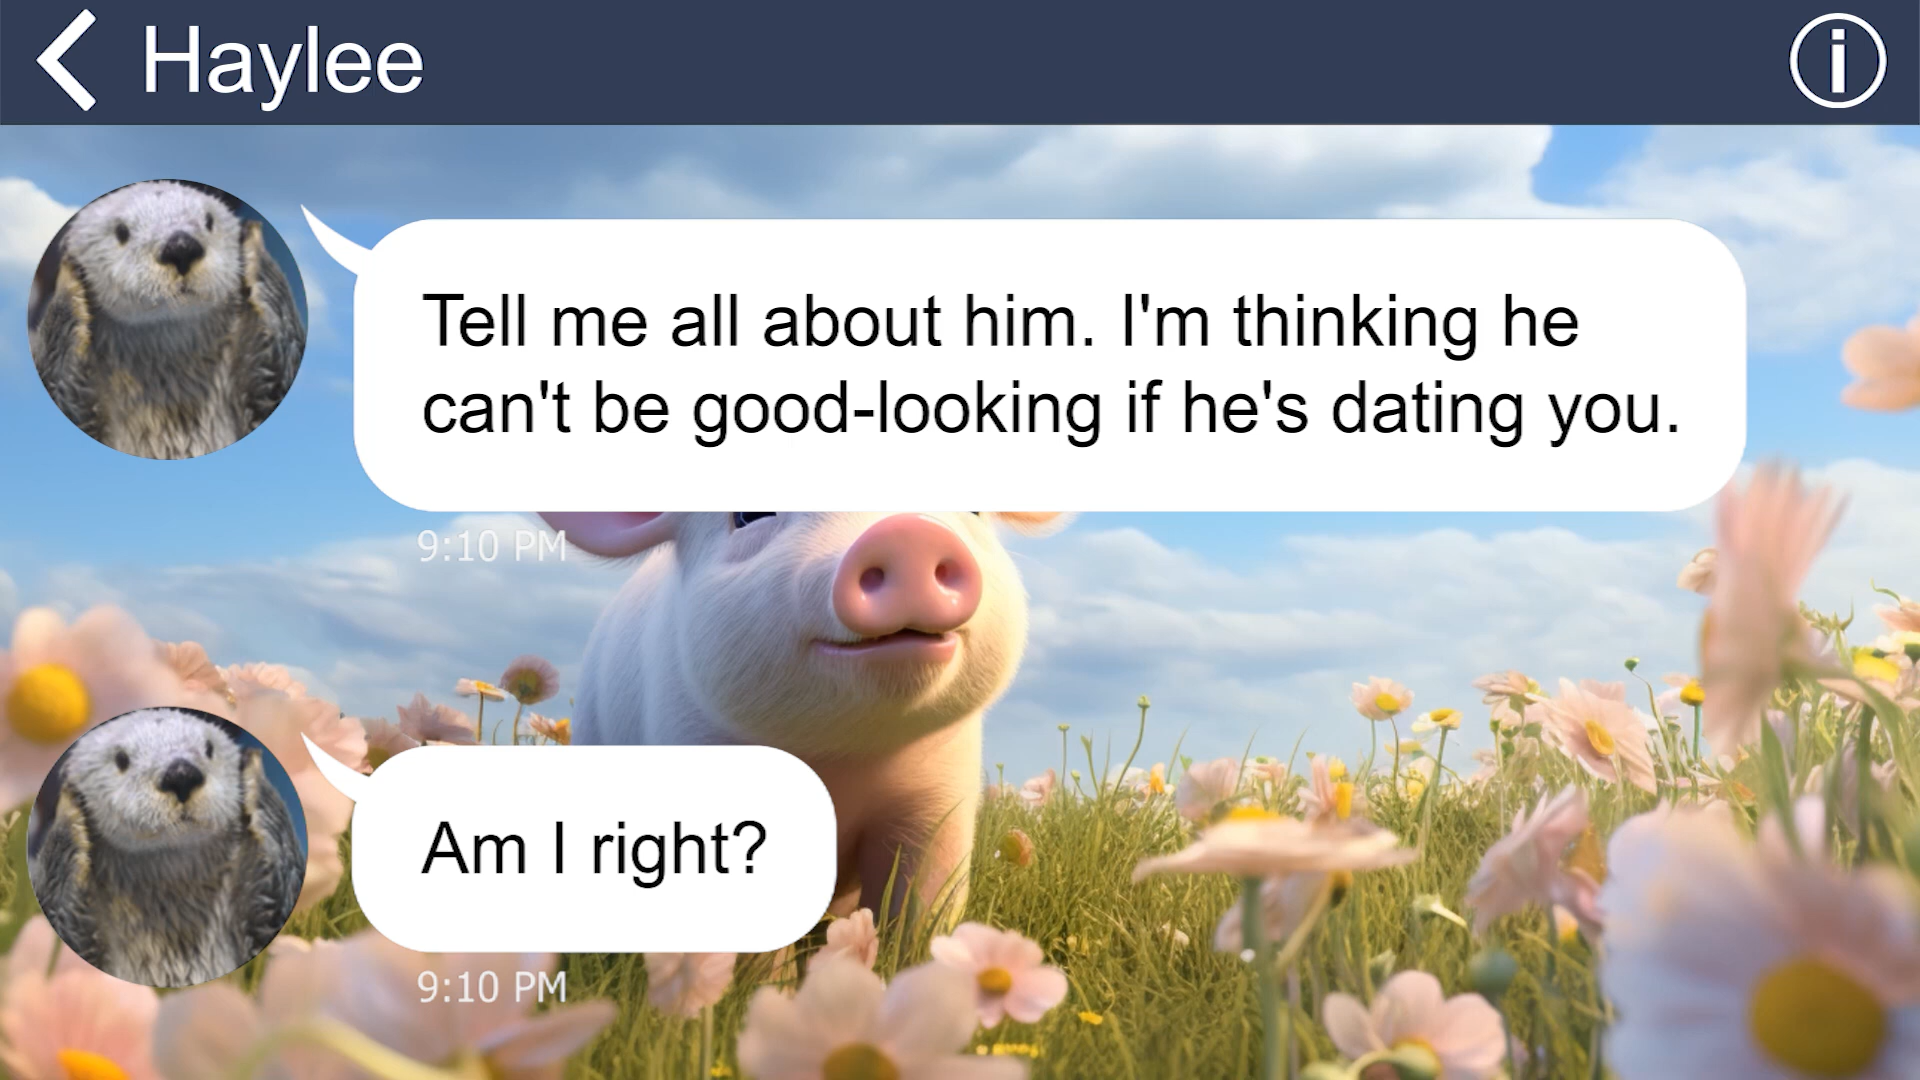 Haylee
Tell me all about him. I'm thinking he
can't be good-looking if he's dating you.
9:10 PM
Am I right?
9:10 PM